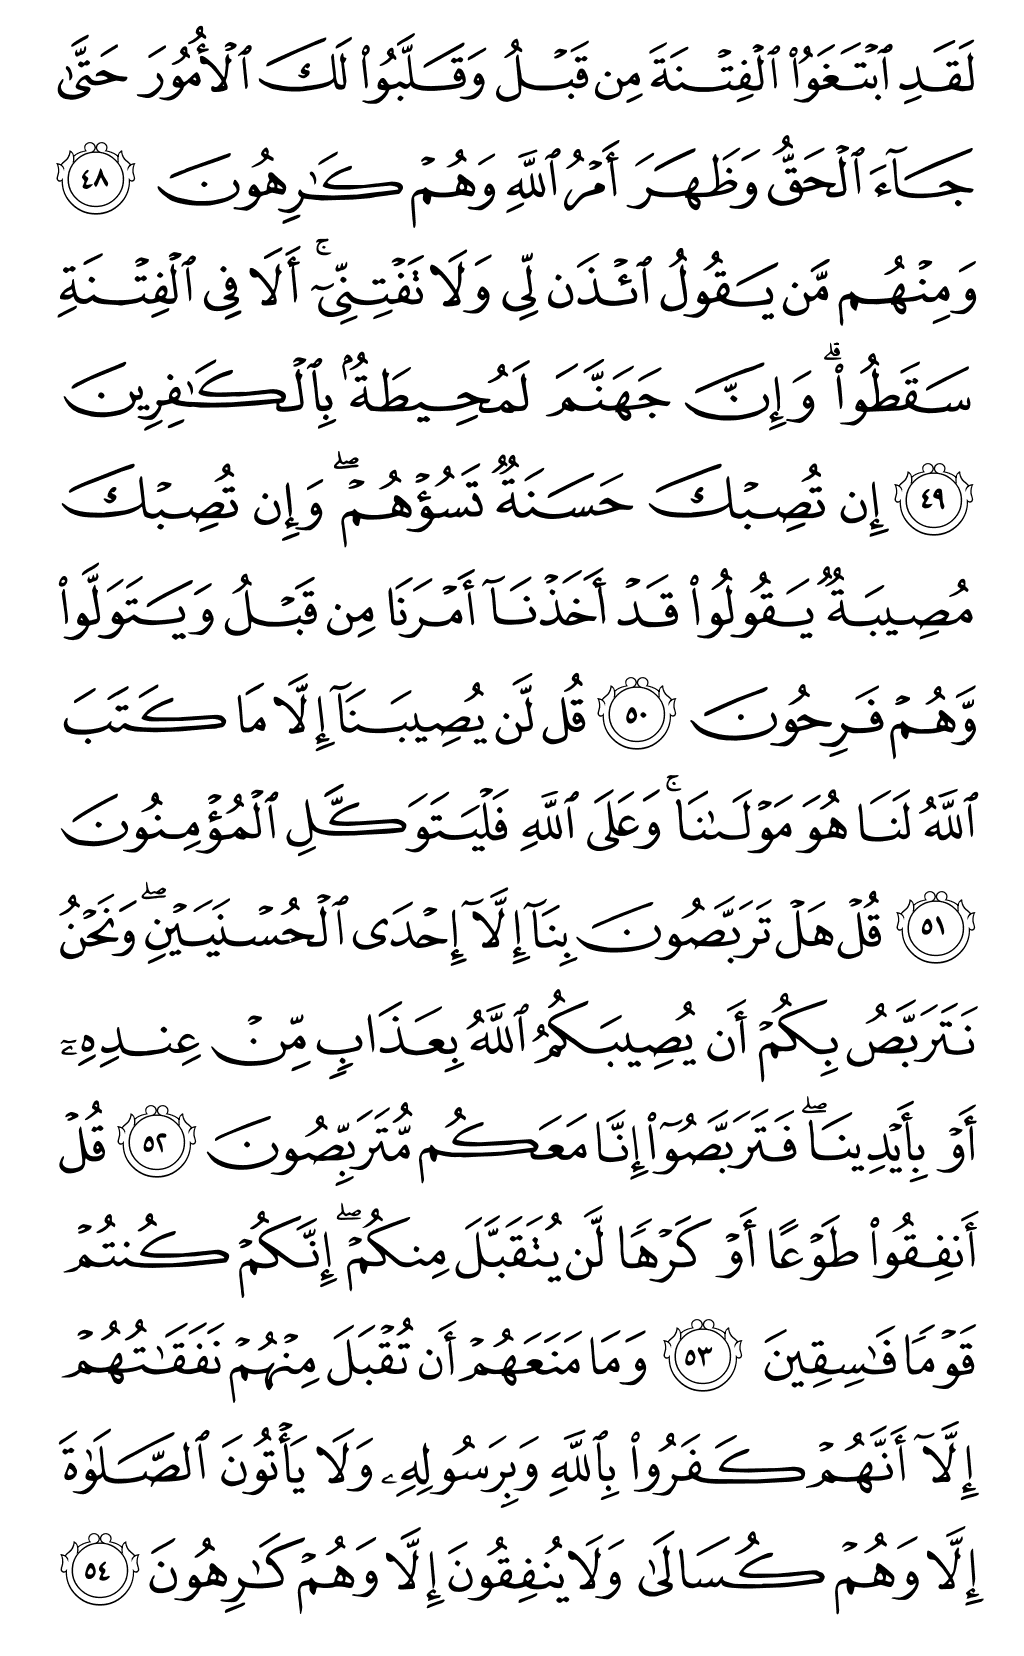 لَقَدِ ٱبْتَغَوُا۟ ٱلْفِتْنَةَ مِن قَبْلُ وَقَلَّبُوا۟ لَكَ ٱلْأُمُورَ حَتَّىٰ
جَآءَ ٱلْحَقُّ وَظَهَرَ أَمْرُ ٱللَّهِ وَهُمْ كَـٰرِهُونَ ٤٨
وَمِنْهُم مَّن يَقُولُ ٱئْذَن لِّى وَلَا تَفْتِنِّىٓ ۚ أَلَا فِى ٱلْفِتْنَةِ
سَقَطُوا۟ ۗ وَإِنَّ جَهَنَّمَ لَمُحِيطَةٌۢ بِٱلْكَـٰفِرِينَ
٤٩ إِن تُصِبْكَ حَسَنَةٌ تَسُؤْهُمْ ۖ وَإِن تُصِبْكَ
مُصِيبَةٌ يَقُولُوا۟ قَدْ أَخَذْنَآ أَمْرَنَا مِن قَبْلُ وَيَتَوَلَّوا۟
وَّهُمْ فَرِحُونَ ٥٠ قُل لَّن يُصِيبَنَآ إِلَّا مَا كَتَبَ
ٱللَّهُ لَنَا هُوَ مَوْلَىٰنَا ۚ وَعَلَى ٱللَّهِ فَلْيَتَوَكَّلِ ٱلْمُؤْمِنُونَ
٥١ قُلْ هَلْ تَرَبَّصُونَ بِنَآ إِلَّآ إِحْدَى ٱلْحُسْنَيَيْنِ ۖ وَنَحْنُ
نَتَرَبَّصُ بِكُمْ أَن يُصِيبَكُمُ ٱللَّهُ بِعَذَابٍ مِّنْ عِندِهِۦٓ
أَوْ بِأَيْدِينَا ۖ فَتَرَبَّصُوٓا۟ إِنَّا مَعَكُم مُّتَرَبِّصُونَ ٥٢ قُلْ
أَنفِقُوا۟ طَوْعًا أَوْ كَرْهًا لَّن يُتَقَبَّلَ مِنكُمْ ۖ إِنَّكُمْ كُنتُمْ
قَوْمًا فَـٰسِقِينَ ٥٣ وَمَا مَنَعَهُمْ أَن تُقْبَلَ مِنْهُمْ نَفَقَـٰتُهُمْ
إِلَّآ أَنَّهُمْ كَفَرُوا۟ بِٱللَّهِ وَبِرَسُولِهِۦ وَلَا يَأْتُونَ ٱلصَّلَوٰةَ
إِلَّا وَهُمْ كُسَالَىٰ وَلَا يُنفِقُونَ إِلَّا وَهُمْ كَـٰرِهُونَ ٥٤